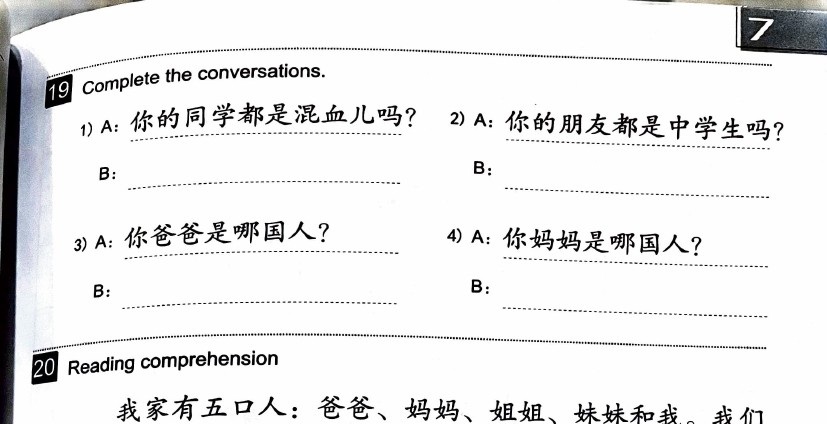 7
19 Complete the conversations.
1) A: 你的同学都是混血儿吗?
B:
2) A: 你的朋友都是中学生吗?
B:
3) A: 你爸爸是哪国人?
B:
4) A: 你妈妈是哪国人?
B:
20 Reading comprehension
我家有五口人：爸爸、妈妈、姐姐、妹妹和我。我们